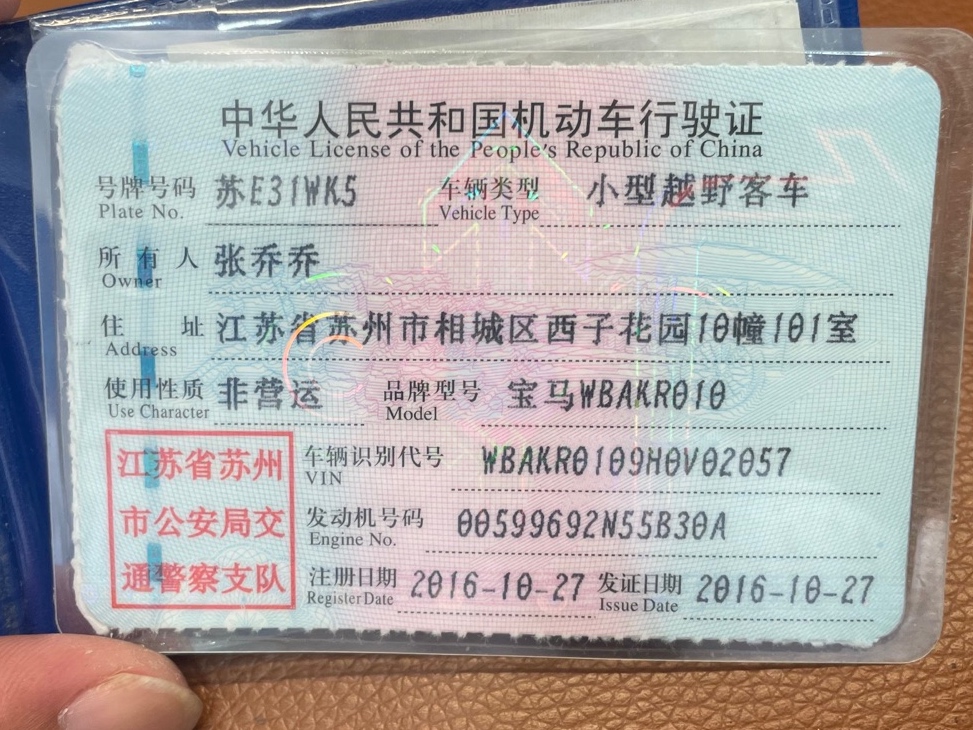 中华人民共和国机动车行驶证
Vehicle License of the People's Republic of China
号牌号码 苏E31WK5 车辆类型 小型越野客车
Plate No. Vehicle Type
所有人 张乔乔
Owner
住址 江苏省苏州市相城区西子花园10幢101室
Address
使用性质 非营运 品牌型号 宝马WBAKR010
Use Character Model
江苏省苏州
市公安局交
通警察支队
车辆识别代号 WBAKR0109H0V02057
VIN
发动机号码 00599692N55B30A
Engine No.
注册日期 2016-10-27 发证日期 2016-10-27
Register Date Issue Date